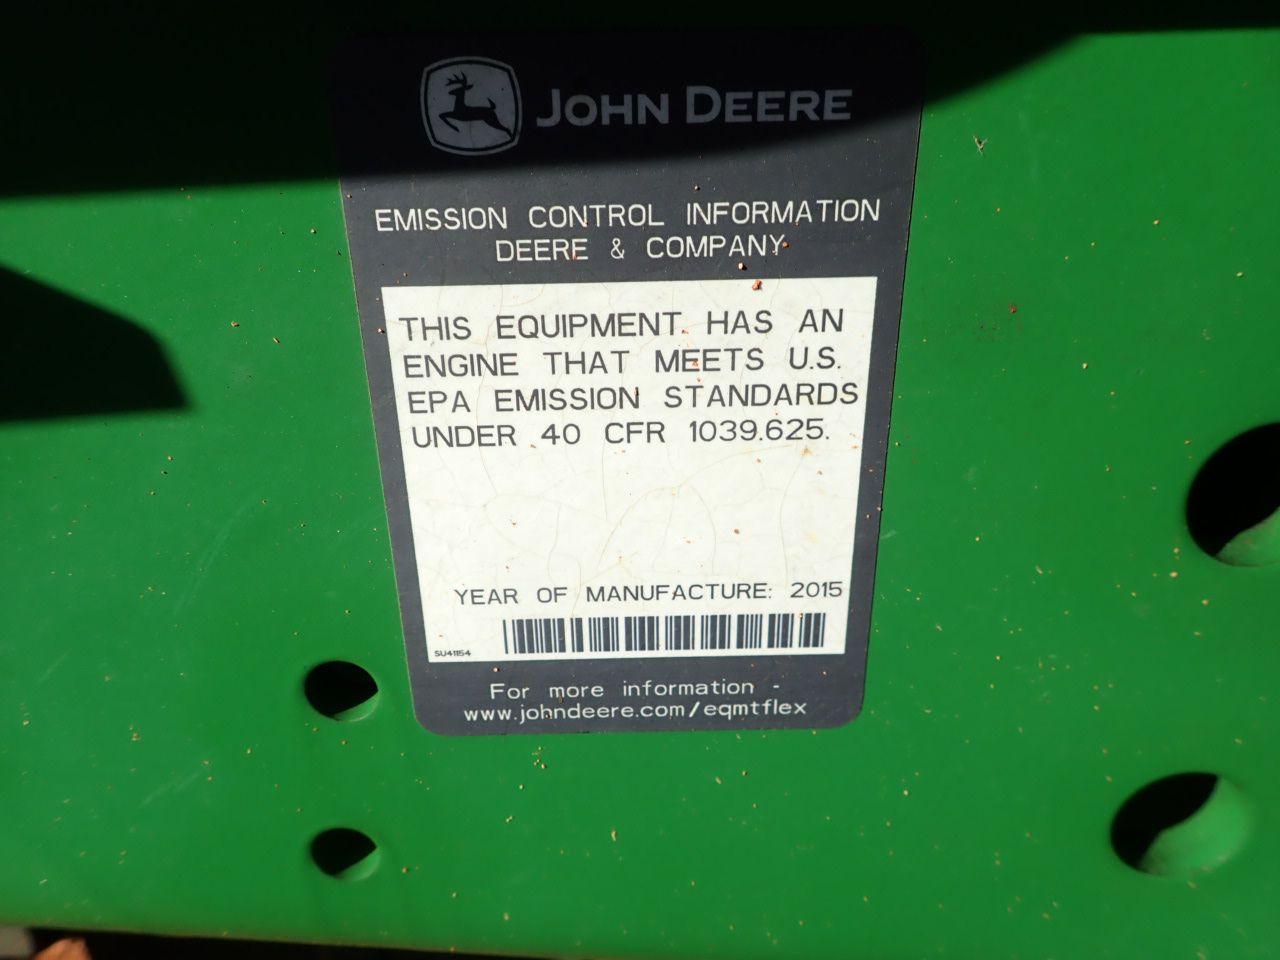 JOHN DEERE
EMISSION CONTROL INFORMATION
DEERE & COMPANY
THIS EQUIPMENT HAS AN
ENGINE THAT MEETS U.S.
EPA EMISSION STANDARDS
UNDER 40 CFR 1039.625.
YEAR OF MANUFACTURE: 2015
SU41154
For more information -
www.johndeere.com/eqmtflex